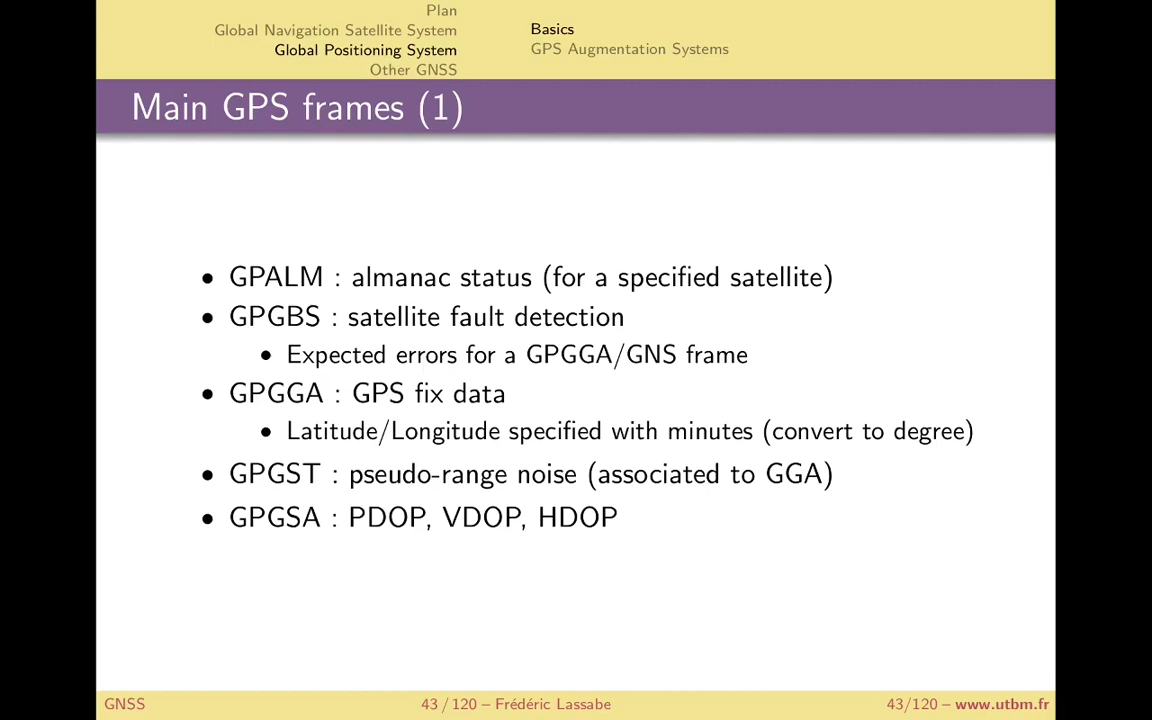 Plan
Global Navigation Satellite System
Global Positioning System
Other GNSS
Basics
GPS Augmentation Systems
Main GPS frames (1)
• GPALM : almanac status (for a specified satellite)
• GPGBS : satellite fault detection
• Expected errors for a GPGGA/GNS frame
• GPGGA : GPS fix data
• Latitude/Longitude specified with minutes (convert to degree)
• GPGST : pseudo-range noise (associated to GGA)
• GPGSA : PDOP, VDOP, HDOP
GNSS
43 / 120 – Frédéric Lassabe
43/120 – www.utbm.fr